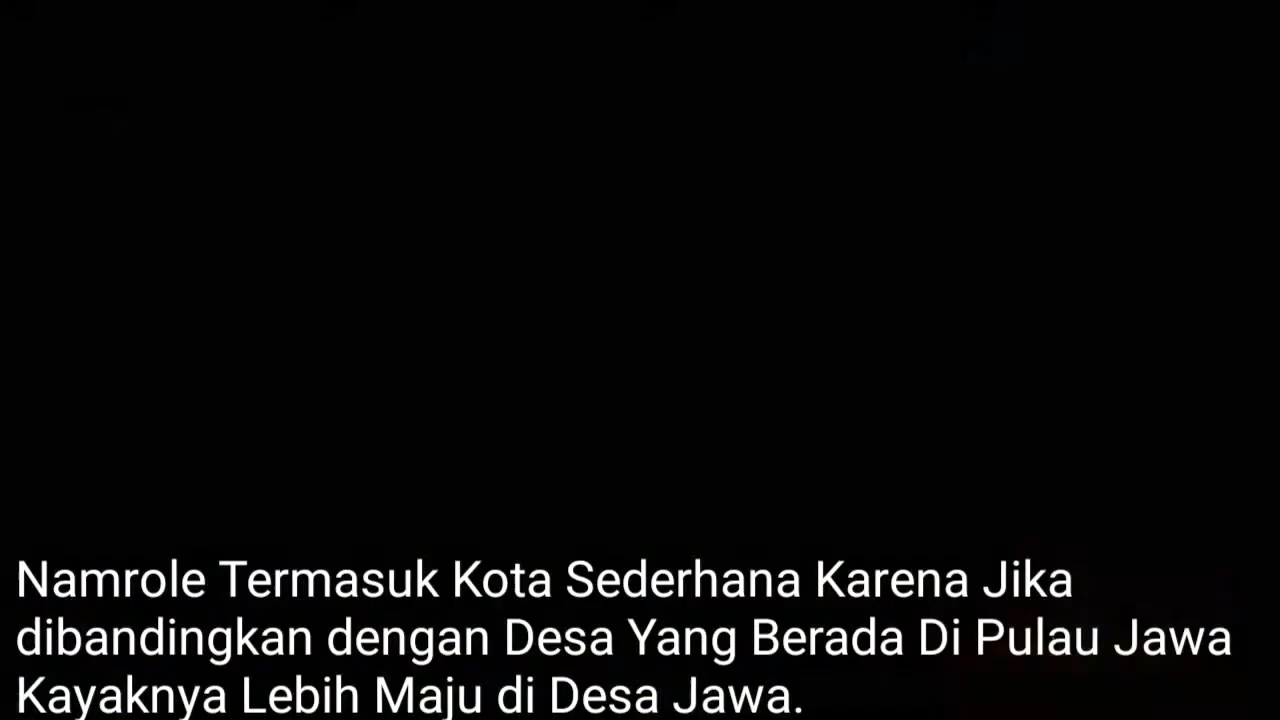 Namrole Termasuk Kota Sederhana Karena Jika
dibandingkan dengan Desa Yang Berada Di Pulau Jawa
Kayaknya Lebih Maju di Desa Jawa.